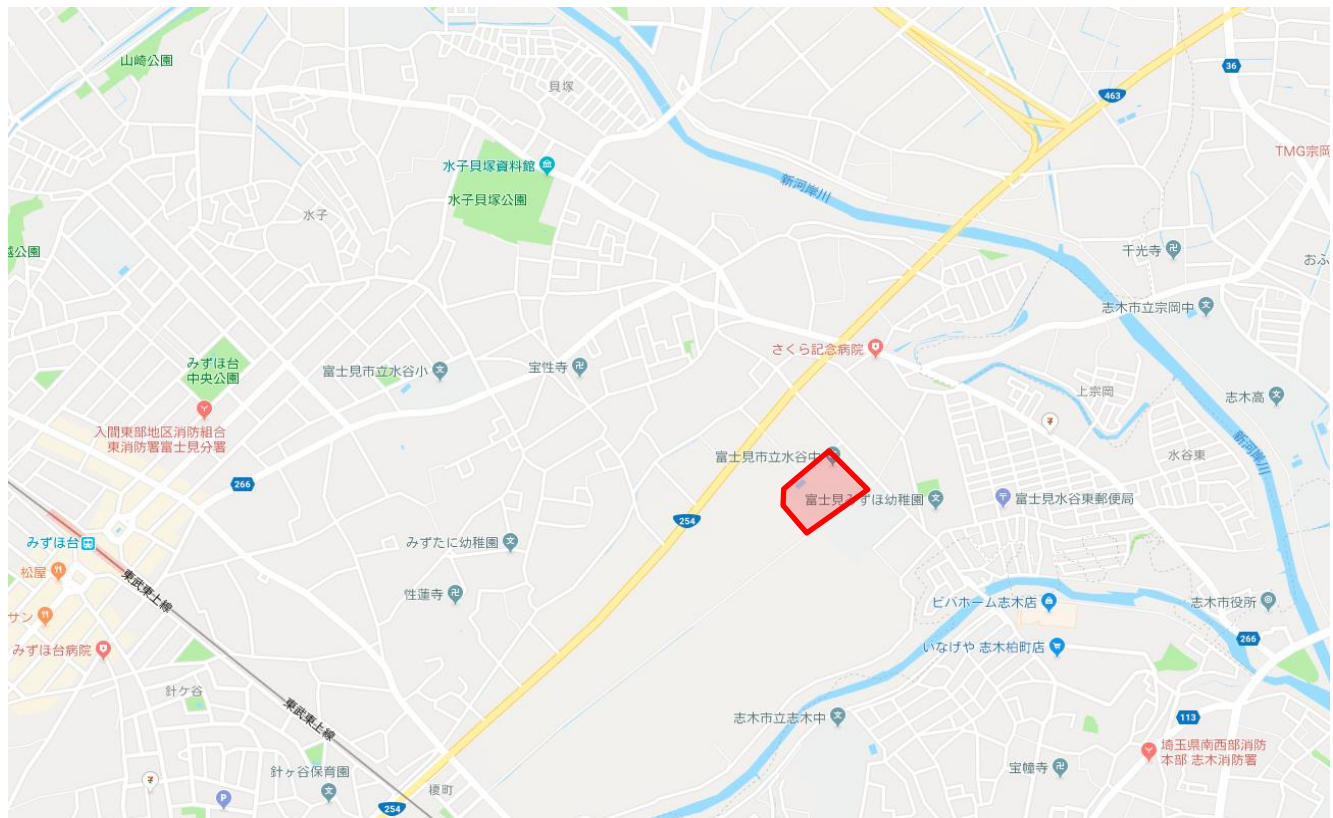 山崎公園
貝塚
36
463
TMG宗岡
水子貝塚資料館
水子貝塚公園
新河岸川
水子
越公園
千光寺
おふ
志木市立宗岡中
さくら記念病院
みずほ台
中央公園
富士見市立水谷小
宝性寺
上宗岡
志木高
入間東部地区消防組合
東消防署富士見分署
新河岸川
富士見市立水谷中
水谷東
266
富士見みずほ幼稚園
富士見水谷東郵便局
254
みずほ台
みずたに幼稚園
松屋
東武東上線
性蓮寺
ビバホーム志木店
志木市役所
サン
266
みずほ台病院
いなげや 志木柏町店
針ケ谷
東武東上線
志木市立志木中
113
埼玉県南西部消防
本部 志木消防署
宝幢寺
針ヶ谷保育園
榎町
P
254